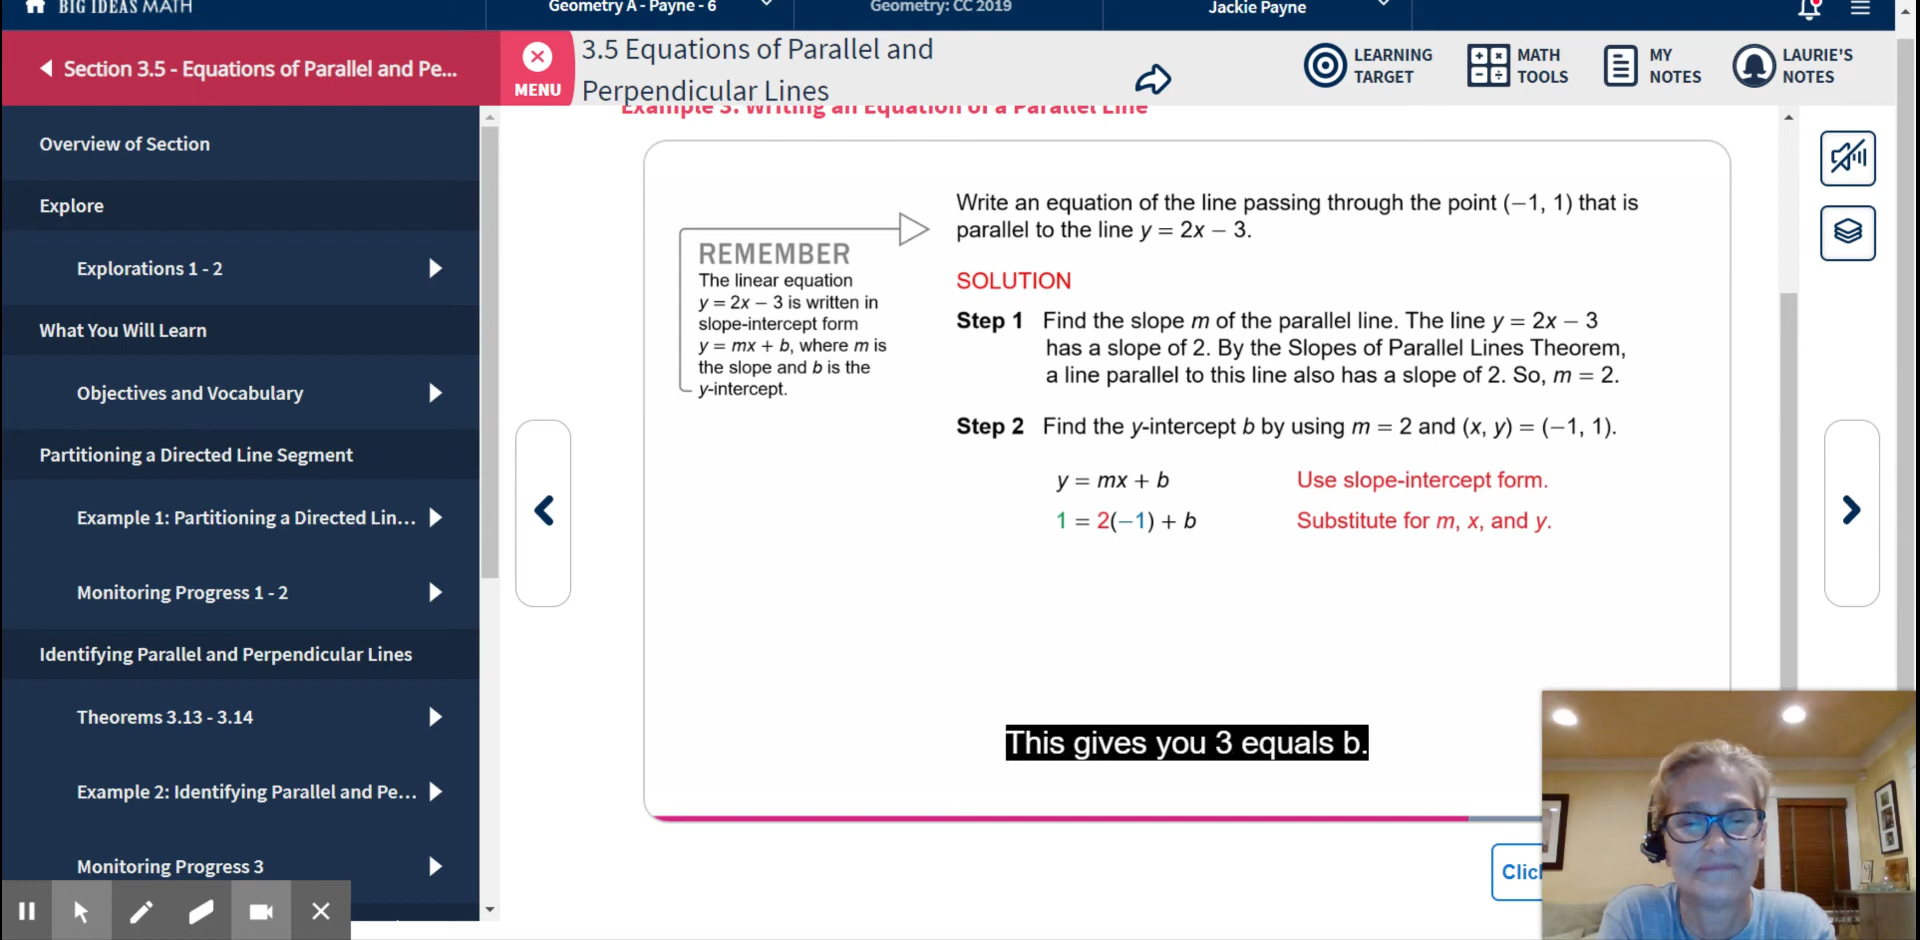 BIG IDEAS MATH
Geometry A - Payne - 6
Geometry: CC 2019
Jackie Payne
Section 3.5 - Equations of Parallel and Pe...
MENU
3.5 Equations of Parallel and
Perpendicular Lines
LEARNING
TARGET
MATH
TOOLS
MY
NOTES
LAURIE'S
NOTES
Overview of Section
Explore
Explorations 1 - 2
What You Will Learn
Objectives and Vocabulary
Partitioning a Directed Line Segment
Example 1: Partitioning a Directed Lin...
Monitoring Progress 1 - 2
Identifying Parallel and Perpendicular Lines
Theorems 3.13 - 3.14
Example 2: Identifying Parallel and Pe...
Monitoring Progress 3
Example 3: Writing an Equation of a Parallel Line
REMEMBER
The linear equation
y = 2x − 3 is written in
slope-intercept form
y = mx + b, where m is
the slope and b is the
y-intercept.
Write an equation of the line passing through the point (−1, 1) that is
parallel to the line y = 2x − 3.
SOLUTION
Step 1 Find the slope m of the parallel line. The line y = 2x − 3
has a slope of 2. By the Slopes of Parallel Lines Theorem,
a line parallel to this line also has a slope of 2. So, m = 2.
Step 2 Find the y-intercept b by using m = 2 and (x, y) = (−1, 1).
y = mx + b Use slope-intercept form.
1 = 2(−1) + b Substitute for m, x, and y.
This gives you 3 equals b.